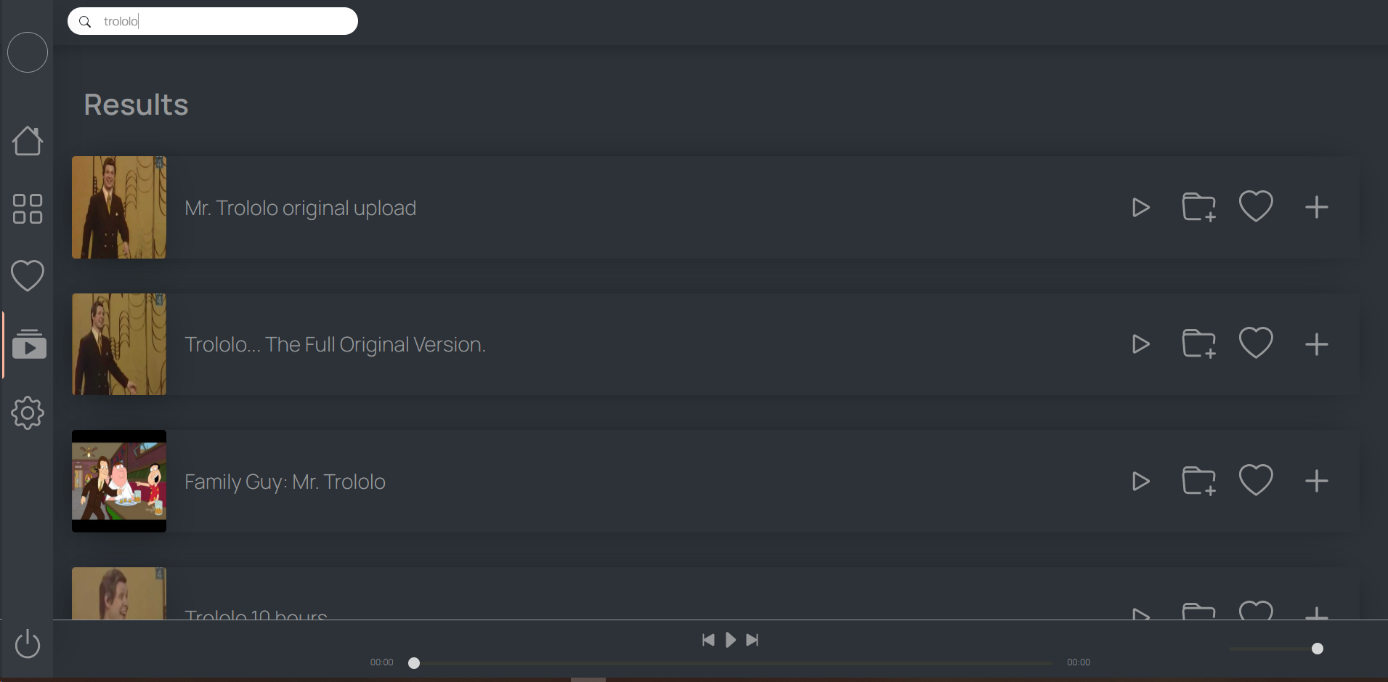 trololo
Results
Mr. Trololo original upload
Trololo... The Full Original Version.
Family Guy: Mr. Trololo
Trololo 10 hours
00:00
00:00